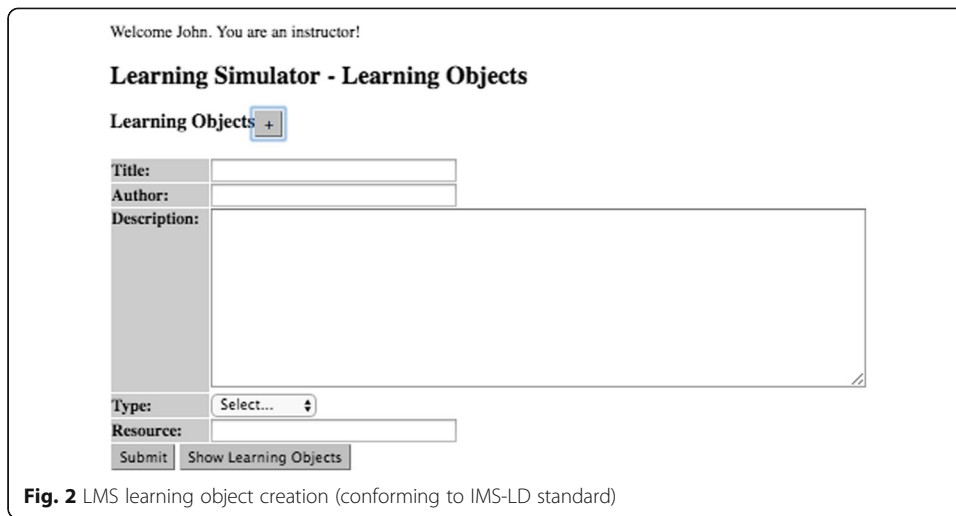 Welcome John. You are an instructor!
Learning Simulator - Learning Objects
Learning Objects +
Title:
Author:
Description:
Type: Select...
Resource:
Submit Show Learning Objects
Fig. 2 LMS learning object creation (conforming to IMS-LD standard)